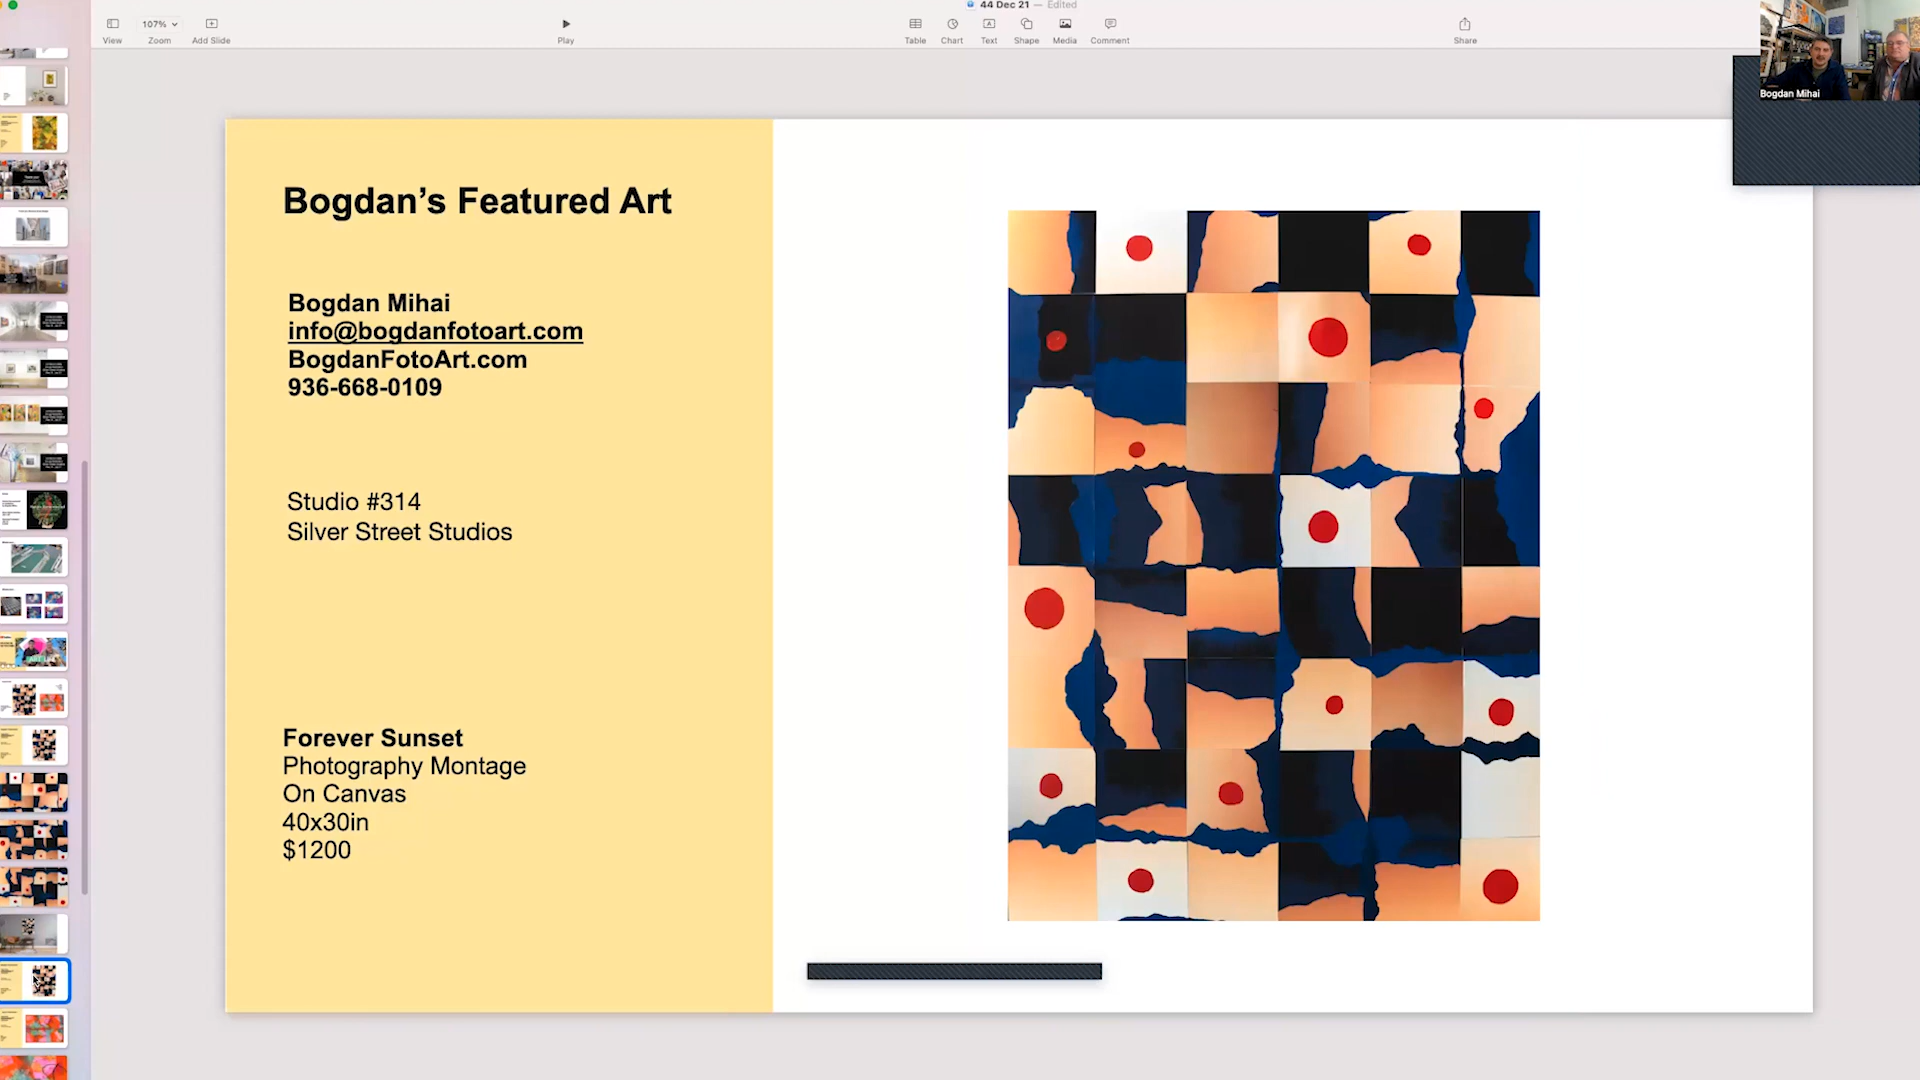 44 Dec 21 — Edited
107%
View
Zoom
Add Slide
Play
Table
Chart
Text
Shape
Media
Comment
Share
Bogdan Mihai
Bogdan’s Featured Art
Bogdan Mihai
info@bogdanfotoart.com
BogdanFotoArt.com
936-668-0109
Studio #314
Silver Street Studios
Forever Sunset
Photography Montage
On Canvas
40x30in
$1200